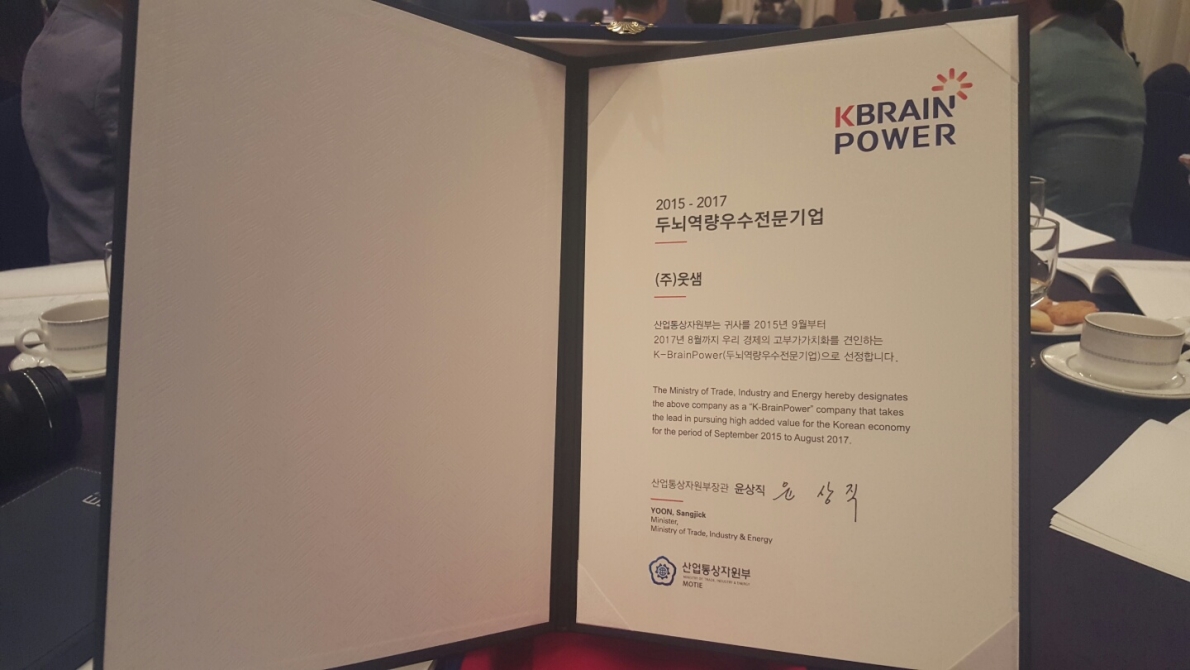 KBRAIN
POWER
2015 - 2017
두뇌역량우수전문기업
(주)웃샘
산업통상자원부는 귀사를 2015년 9월부터
2017년 8월까지 우리 경제의 고부가가치화를 견인하는
K-BrainPower(두뇌역량우수전문기업)으로 선정합니다.
The Ministry of Trade, Industry and Energy hereby designates
the above company as a "K-BrainPower" company that takes
the lead in pursuing high added value for the Korean economy
for the period of September 2015 to August 2017.
산업통상자원부장관 윤상직 윤 상 직
YOON, Sangjick
Minister,
Ministry of Trade, Industry & Energy
산업통상자원부
MINISTRY OF TRADE, INDUSTRY & ENERGY
MOTIE